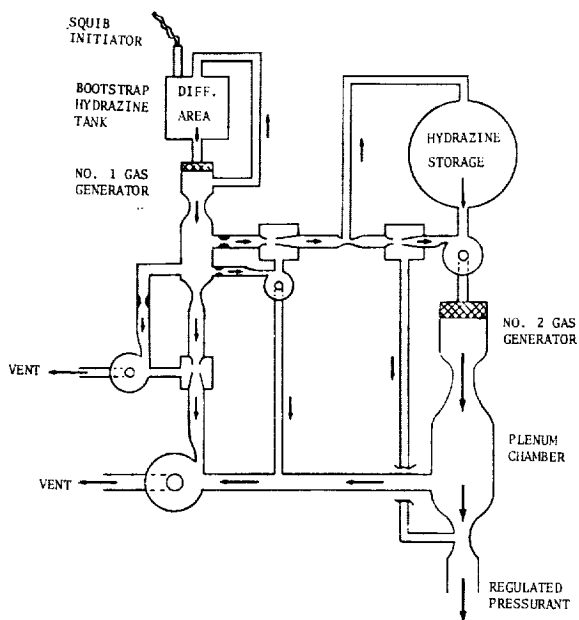 SQUIB
INITIATOR
BOOTSTRAP
HYDRAZINE
TANK
DIFF.
AREA
HYDRAZINE
STORAGE
NO. 1 GAS
GENERATOR
NO. 2 GAS
GENERATOR
VENT
PLENUM
CHAMBER
VENT
REGULATED
PRESSURANT